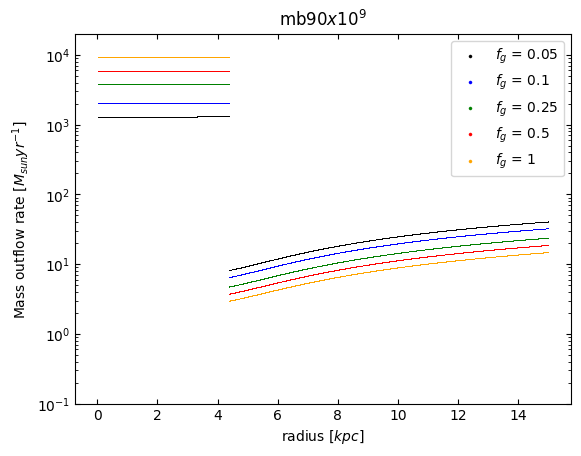 mb90x10^9
Mass outflow rate [M_sun yr^−1]
10^4
10^3
10^2
10^1
10^0
10^−1
f_g = 0.05
f_g = 0.1
f_g = 0.25
f_g = 0.5
f_g = 1
0 2 4 6 8 10 12 14
radius [kpc]